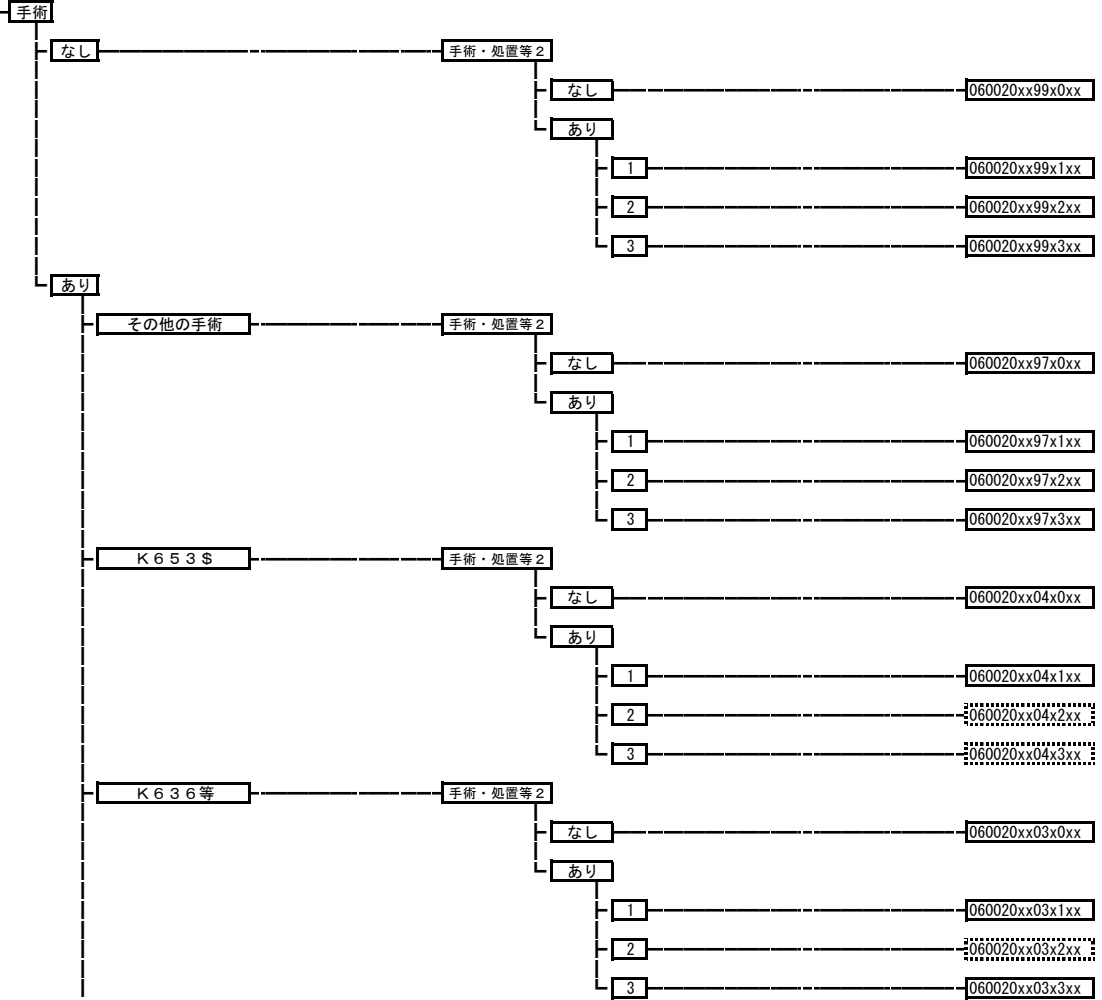 手術
なし 手術・処置等２
なし 060020xx99x0xx
あり
1 060020xx99x1xx
2 060020xx99x2xx
3 060020xx99x3xx
あり
その他の手術 手術・処置等２
なし 060020xx97x0xx
あり
1 060020xx97x1xx
2 060020xx97x2xx
3 060020xx97x3xx
Ｋ６５３＄ 手術・処置等２
なし 060020xx04x0xx
あり
1 060020xx04x1xx
2 060020xx04x2xx
3 060020xx04x3xx
Ｋ６３６等 手術・処置等２
なし 060020xx03x0xx
あり
1 060020xx03x1xx
2 060020xx03x2xx
3 060020xx03x3xx